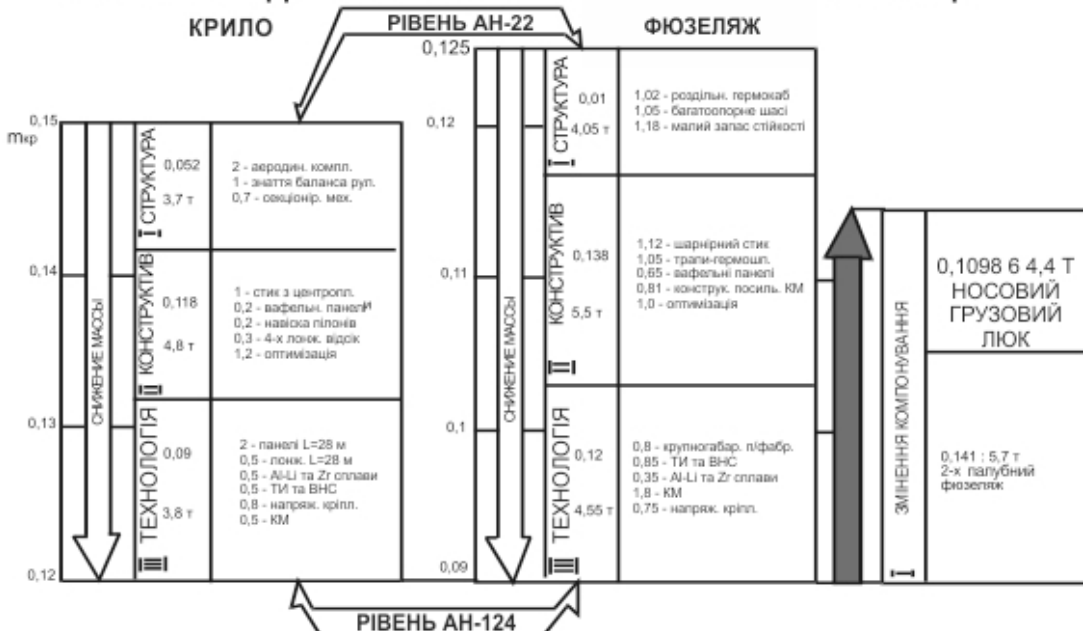 РІВЕНЬ АН-22
КРИЛО
ФЮЗЕЛЯЖ
mкр
0,15
0,14
0,13
0,12
СНИЖЕНИЕ МАССЫ
I СТРУКТУРА
0,052
3,7 т
2 - аеродин. компл.
1 - знаття баланса рул.
0,7 - секціонір. мех.
II КОНСТРУКТИВ
0,118
4,8 т
1 - стик з центропл.
0,2 - вафельн. панелі
0,2 - навіска пілонів
0,3 - 4-х лонж. відсік
1,2 - оптимізація
III ТЕХНОЛОГІЯ
0,09
3,8 т
2 - панелі L=28 м
0,5 - лонж. L=28 м
0,5 - Al-Li та Zr сплави
0,5 - ТИ та ВНС
0,8 - напряж. кріпл.
0,5 - КМ
0,125
0,12
0,11
0,1
0,09
СНИЖЕНИЕ МАССЫ
I СТРУКТУРА
0,01
4,05 т
1,02 - роздільн. гермокаб
1,05 - багатоопорне шасі
1,18 - малий запас стійкості
II КОНСТРУКТИВ
0,138
5,5 т
1,12 - шарнірний стик
1,05 - трапи-гермошп.
0,65 - вафельні панелі
0,81 - конструк. посиль. КМ
1,0 - оптимізація
III ТЕХНОЛОГІЯ
0,12
4,55 т
0,8 - крупногабар. п/фабр.
0,85 - ТИ та ВНС
0,35 - Al-Li та Zr сплави
1,8 - КМ
0,75 - напряж. кріпл.
I ЗМІНЕННЯ КОМПОНУВАННЯ
0,1098 6 4,4 Т
НОСОВИЙ
ГРУЗОВИЙ
ЛЮК
0,141 : 5,7 т
2-х палубний
фюзеляж
РІВЕНЬ АН-124